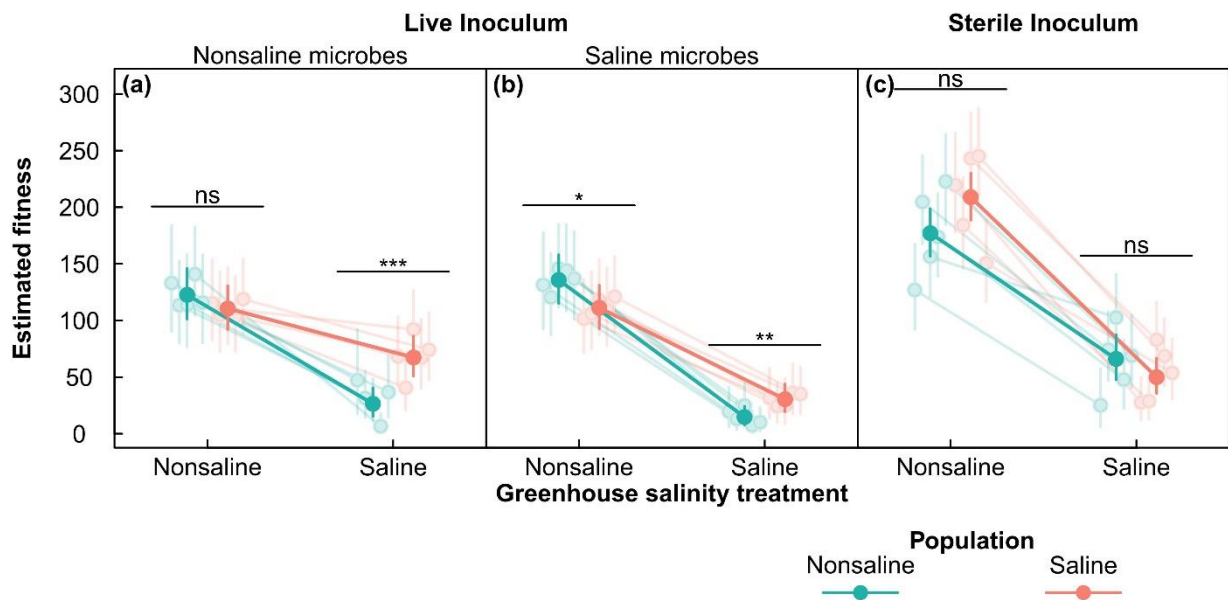 Live Inoculum
Sterile Inoculum
Nonsaline microbes
Saline microbes
(a)
(b)
(c)
Estimated fitness
300
250
200
150
100
50
0
ns
***
*
**
ns
ns
Nonsaline
Saline
Nonsaline
Saline
Nonsaline
Saline
Greenhouse salinity treatment
Population
Nonsaline
Saline